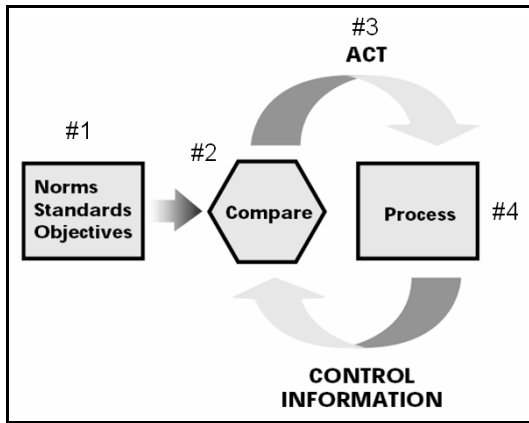 #3
ACT
#1
#2
Norms
Standards
Objectives
Compare
Process
#4
CONTROL
INFORMATION